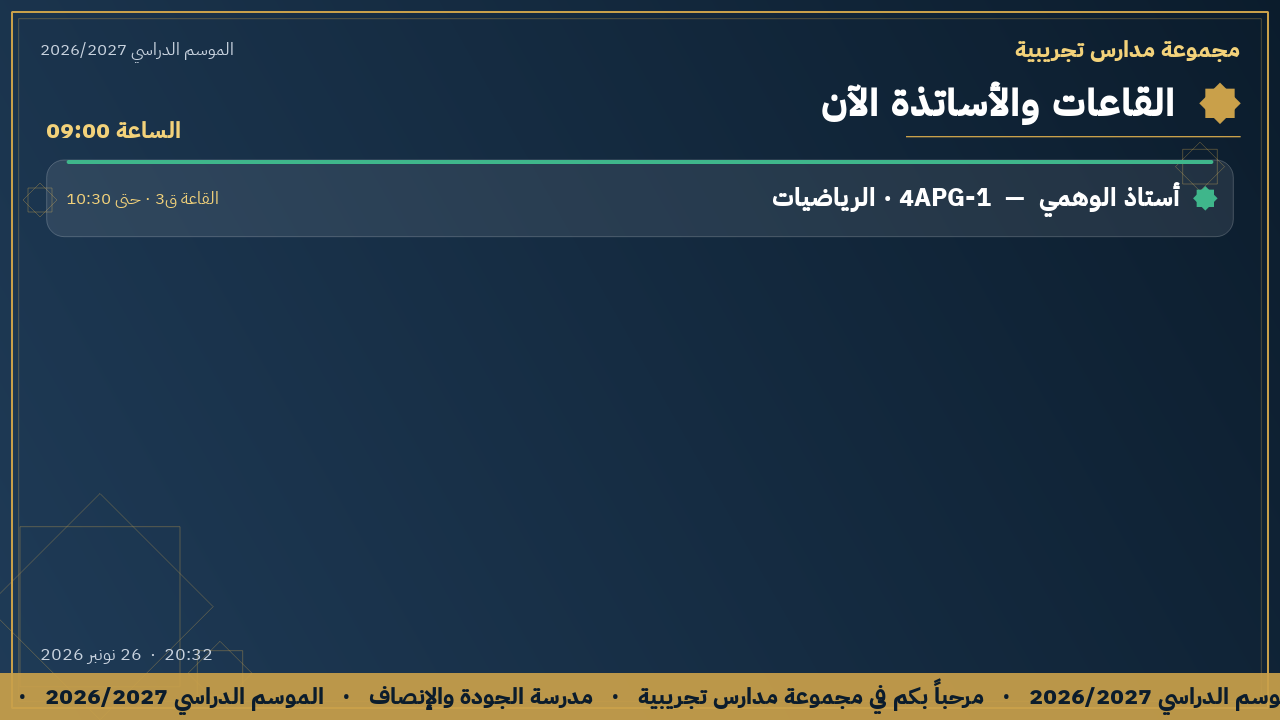 مجموعة مدارس تجريبية
الموسم الدراسي 2026/2027
القاعات والأساتذة الآن
الساعة 09:00
أستاذ الوهمي — 4APG-1 · الرياضيات
القاعة ق3 · حتى 10:30
20:32 · 26 نونبر 2026
وسم الدراسي 2026/2027 · مرحباً بكم في مجموعة مدارس تجريبية · مدرسة الجودة والإنصاف · الموسم الدراسي 2026/2027 ·